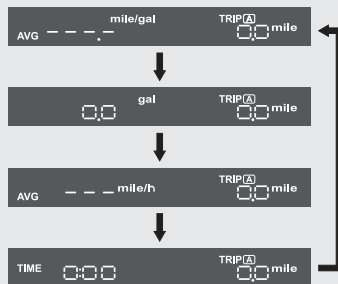 mile/gal TRIP A
AVG ---.- 0.0 mile
gal TRIP A
0.0 0.0 mile
TRIP A
AVG --- mile/h 0.0 mile
TRIP A
TIME 0:00 0.0 mile